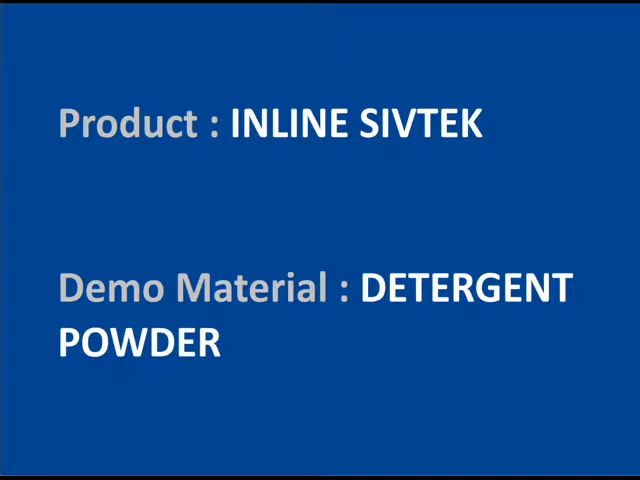 Product : INLINE SIVTEK
Demo Material : DETERGENT
POWDER